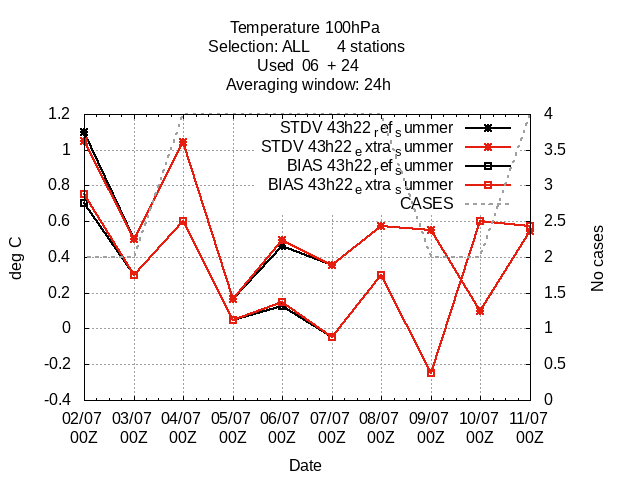 Temperature 100hPa
Selection: ALL      4 stations
Used  06  + 24
Averaging window: 24h
STDV 43h22_ref_summer
STDV 43h22_extra_summer
BIAS 43h22_ref_summer
BIAS 43h22_extra_summer
CASES
1.2
1
0.8
0.6
0.4
0.2
0
-0.2
-0.4
deg C
4
3.5
3
2.5
2
1.5
1
0.5
0
No cases
02/07 03/07 04/07 05/07 06/07 07/07 08/07 09/07 10/07 11/07
00Z 00Z 00Z 00Z 00Z 00Z 00Z 00Z 00Z 00Z
Date